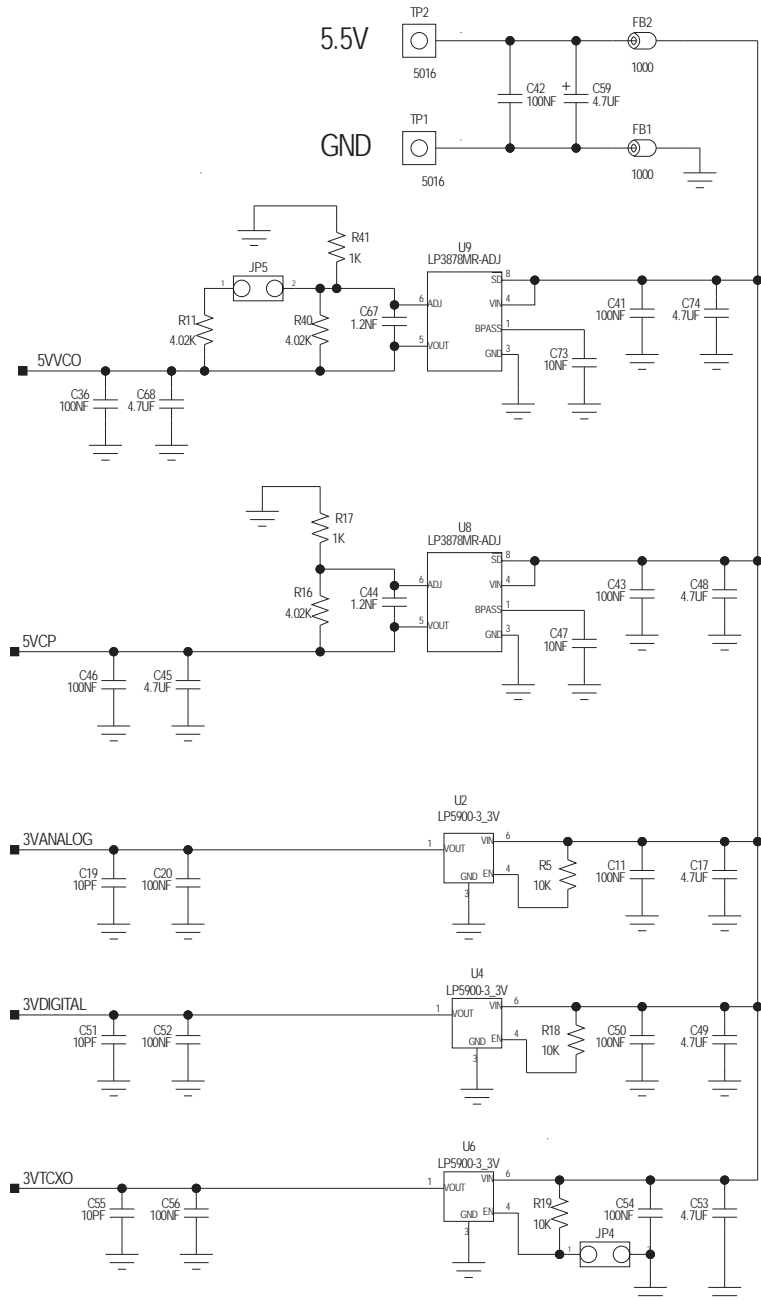 TP2
5.5V
5016
FB2
1000
C42
100NF
+
C59
4.7UF
TP1
GND
5016
FB1
1000
R41
1K
JP5
1
2
R11
4.02K
R40
4.02K
C67
1.2NF
U9
LP3878MR-ADJ
6
ADJ
5
VOUT
SD
8
VIN
4
BPASS
1
GND
3
C73
10NF
C41
100NF
C74
4.7UF
5VVCO
C36
100NF
C68
4.7UF
R17
1K
R16
4.02K
C44
1.2NF
U8
LP3878MR-ADJ
6
ADJ
5
VOUT
SD
8
VIN
4
BPASS
1
GND
3
C47
10NF
C43
100NF
C48
4.7UF
5VCP
C46
100NF
C45
4.7UF
U2
LP5900-3_3V
3VANALOG
1
VOUT
VIN
6
GND
EN
4
3
R5
10K
C11
100NF
C17
4.7UF
C19
10PF
C20
100NF
U4
LP5900-3_3V
3VDIGITAL
1
VOUT
VIN
6
GND
EN
4
3
R18
10K
C50
100NF
C49
4.7UF
C51
10PF
C52
100NF
U6
LP5900-3_3V
3VTCXO
1
VOUT
VIN
6
GND
EN
4
3
R19
10K
JP4
1
C54
100NF
C53
4.7UF
C55
10PF
C56
100NF